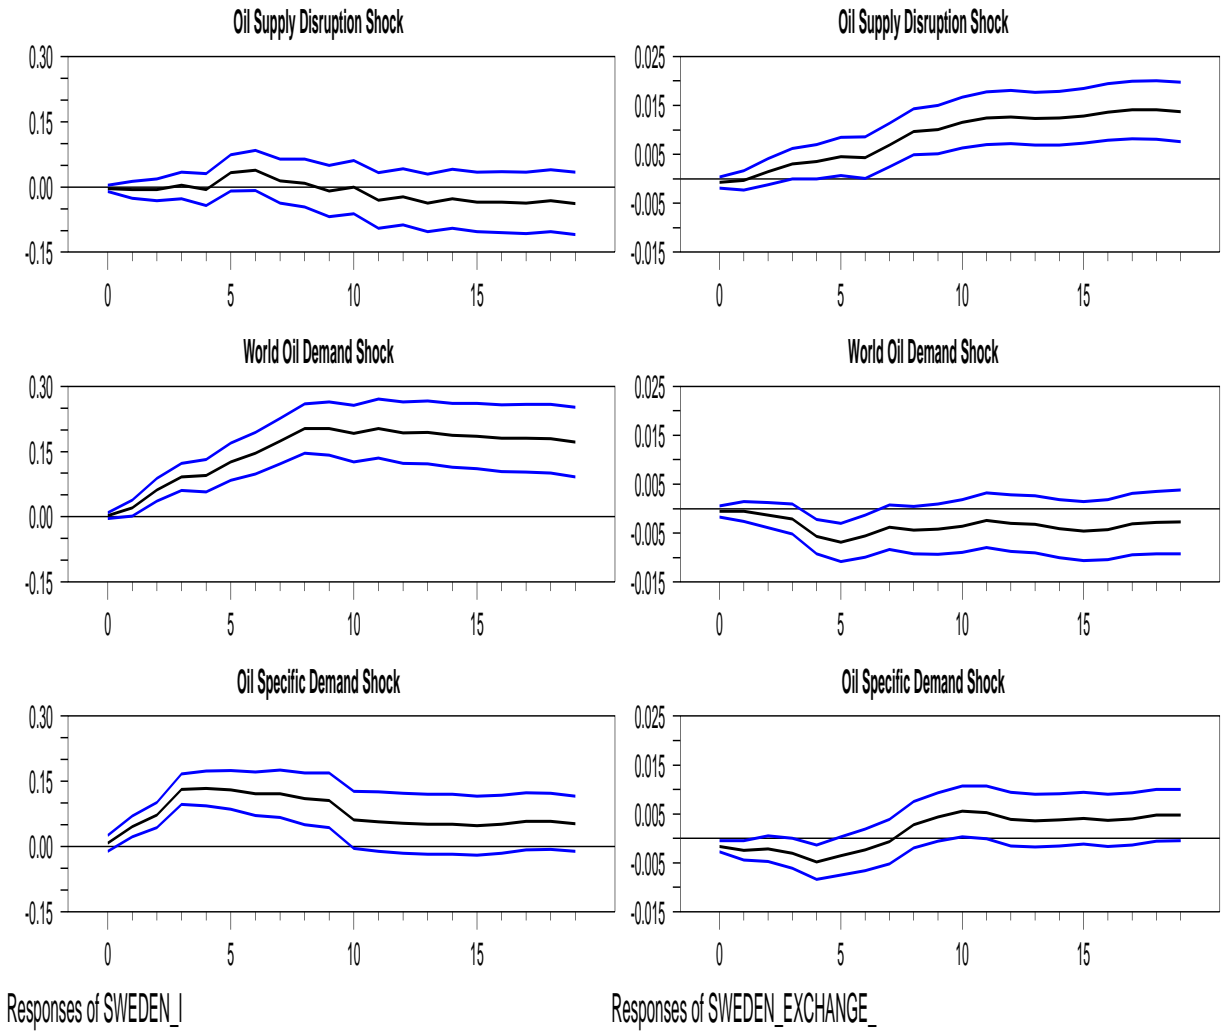 Oil Supply Disruption Shock
0.30
0.15
0.00
-0.15
0 5 10 15
Oil Supply Disruption Shock
0.025
0.015
0.005
-0.005
-0.015
0 5 10 15
World Oil Demand Shock
0.30
0.15
0.00
-0.15
0 5 10 15
World Oil Demand Shock
0.025
0.015
0.005
-0.005
-0.015
0 5 10 15
Oil Specific Demand Shock
0.30
0.15
0.00
-0.15
0 5 10 15
Oil Specific Demand Shock
0.025
0.015
0.005
-0.005
-0.015
0 5 10 15
Responses of SWEDEN_I
Responses of SWEDEN_EXCHANGE_